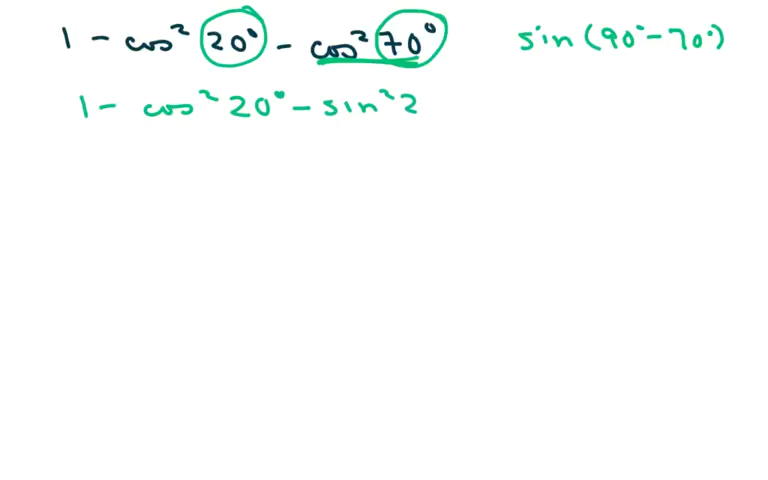 1 - cos² 20° - cos² 70° sin (90° - 70°)
1 - cos² 20° - sin² 2